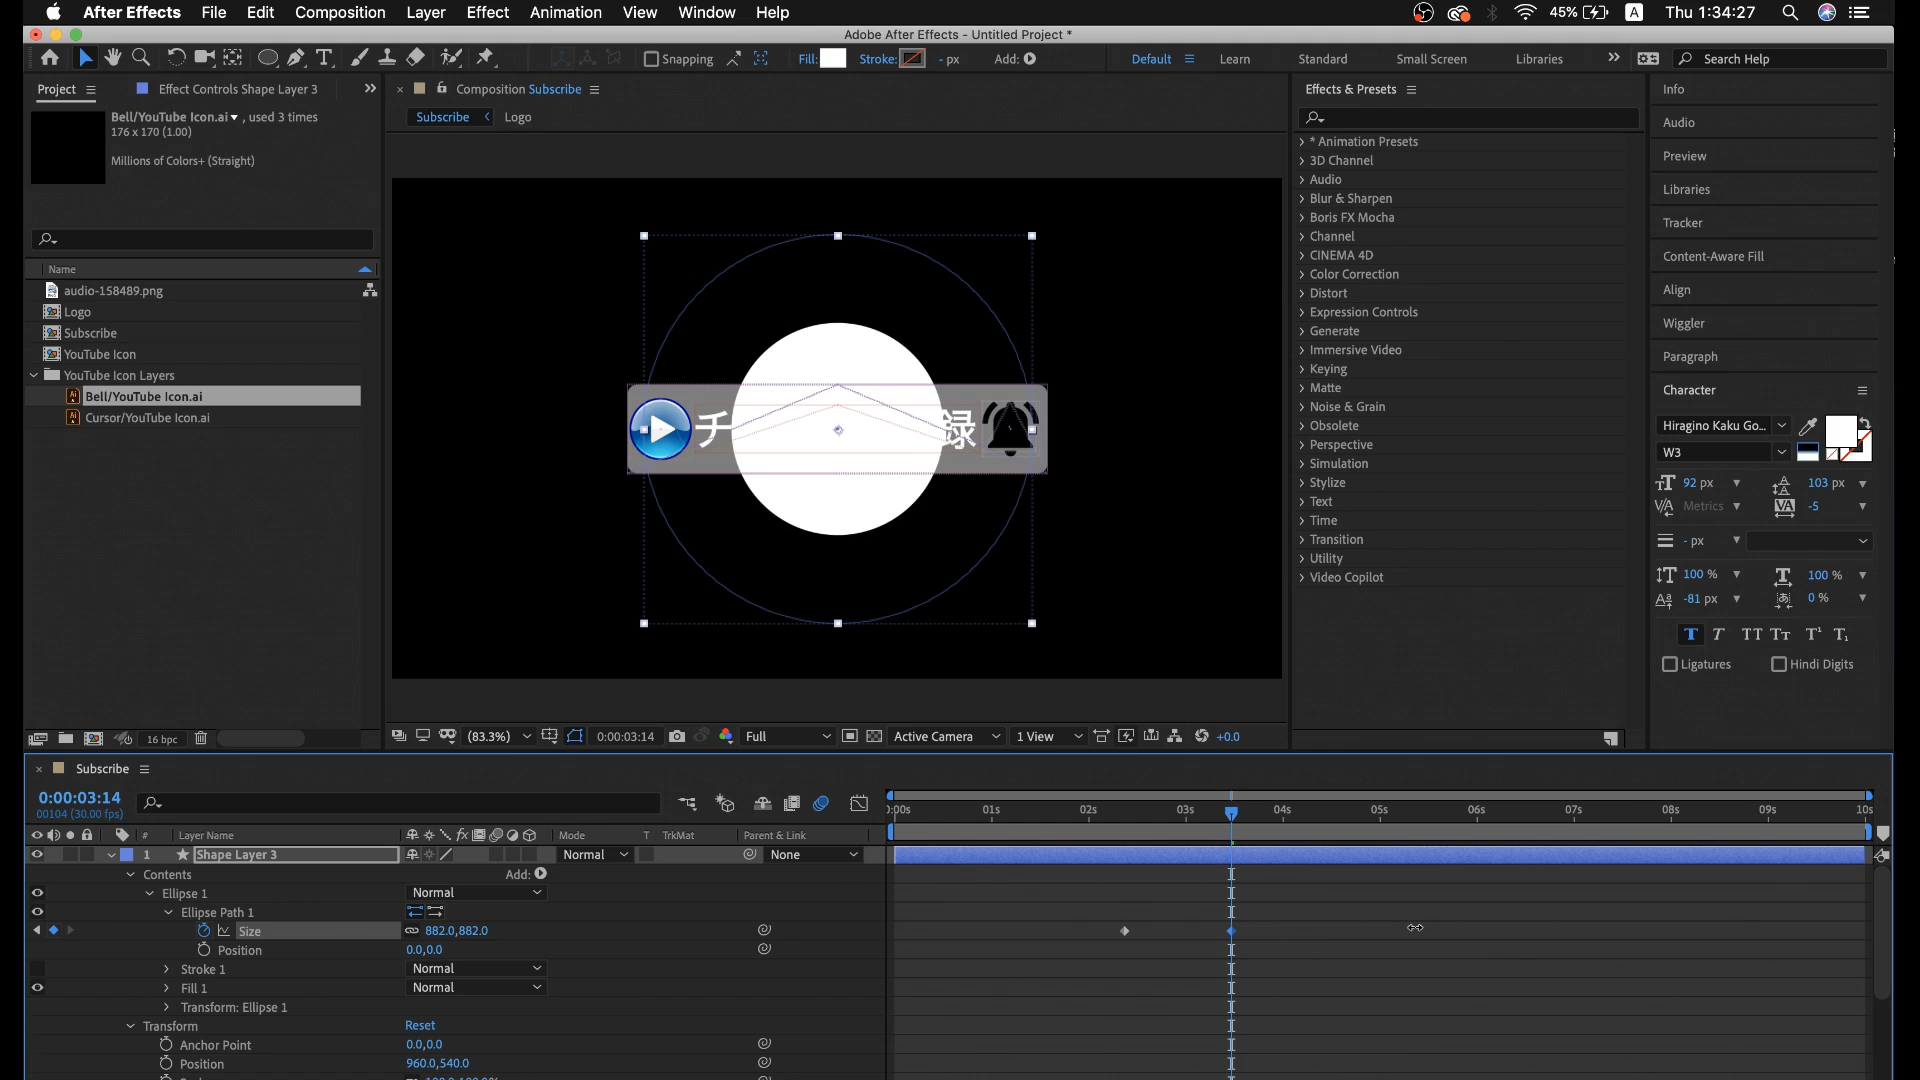 After Effects File Edit Composition Layer Effect Animation View Window Help 45% A Thu 1:34:27
Adobe After Effects - Untitled Project *
Snapping Fill: Stroke: - px Add: Default Learn Standard Small Screen Libraries Search Help
Project Effect Controls Shape Layer 3
Bell/YouTube Icon.ai , used 3 times
176 x 170 (1.00)
Millions of Colors+ (Straight)
Name
audio-158489.png
Logo
Subscribe
YouTube Icon
YouTube Icon Layers
Bell/YouTube Icon.ai
Cursor/YouTube Icon.ai
16 bpc
Composition Subscribe
Subscribe Logo
チ 録
(83.3%) 0:00:03:14 Full Active Camera 1 View +0.0
Effects & Presets
* Animation Presets
3D Channel
Audio
Blur & Sharpen
Boris FX Mocha
Channel
CINEMA 4D
Color Correction
Distort
Expression Controls
Generate
Immersive Video
Keying
Matte
Noise & Grain
Obsolete
Perspective
Simulation
Stylize
Text
Time
Transition
Utility
Video Copilot
Info
Audio
Preview
Libraries
Tracker
Content-Aware Fill
Align
Wiggler
Paragraph
Character
Hiragino Kaku Go...
W3
92 px 103 px
Metrics -5
- px
100 % 100 %
-81 px 0 %
T T TT Tт T¹ T₁
Ligatures Hindi Digits
Subscribe
0:00:03:14
00104 (30.00 fps)
:00s 01s 02s 03s 04s 05s 06s 07s 08s 09s 10s
# Layer Name Mode T TrkMat Parent & Link
1 Shape Layer 3 Normal None
Contents Add:
Ellipse 1 Normal
Ellipse Path 1
Size 882.0,882.0
Position 0.0,0.0
Stroke 1 Normal
Fill 1 Normal
Transform: Ellipse 1
Transform Reset
Anchor Point 0.0,0.0
Position 960.0,540.0